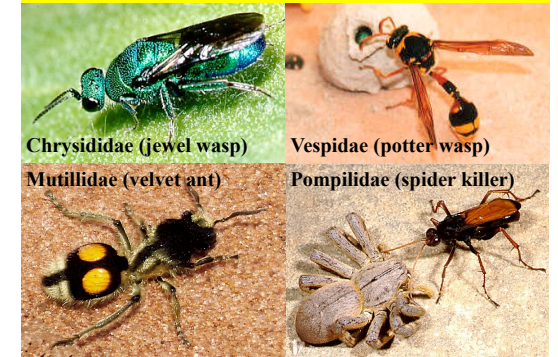 Chrysididae (jewel wasp)
Vespidae (potter wasp)
Mutillidae (velvet ant)
Pompilidae (spider killer)